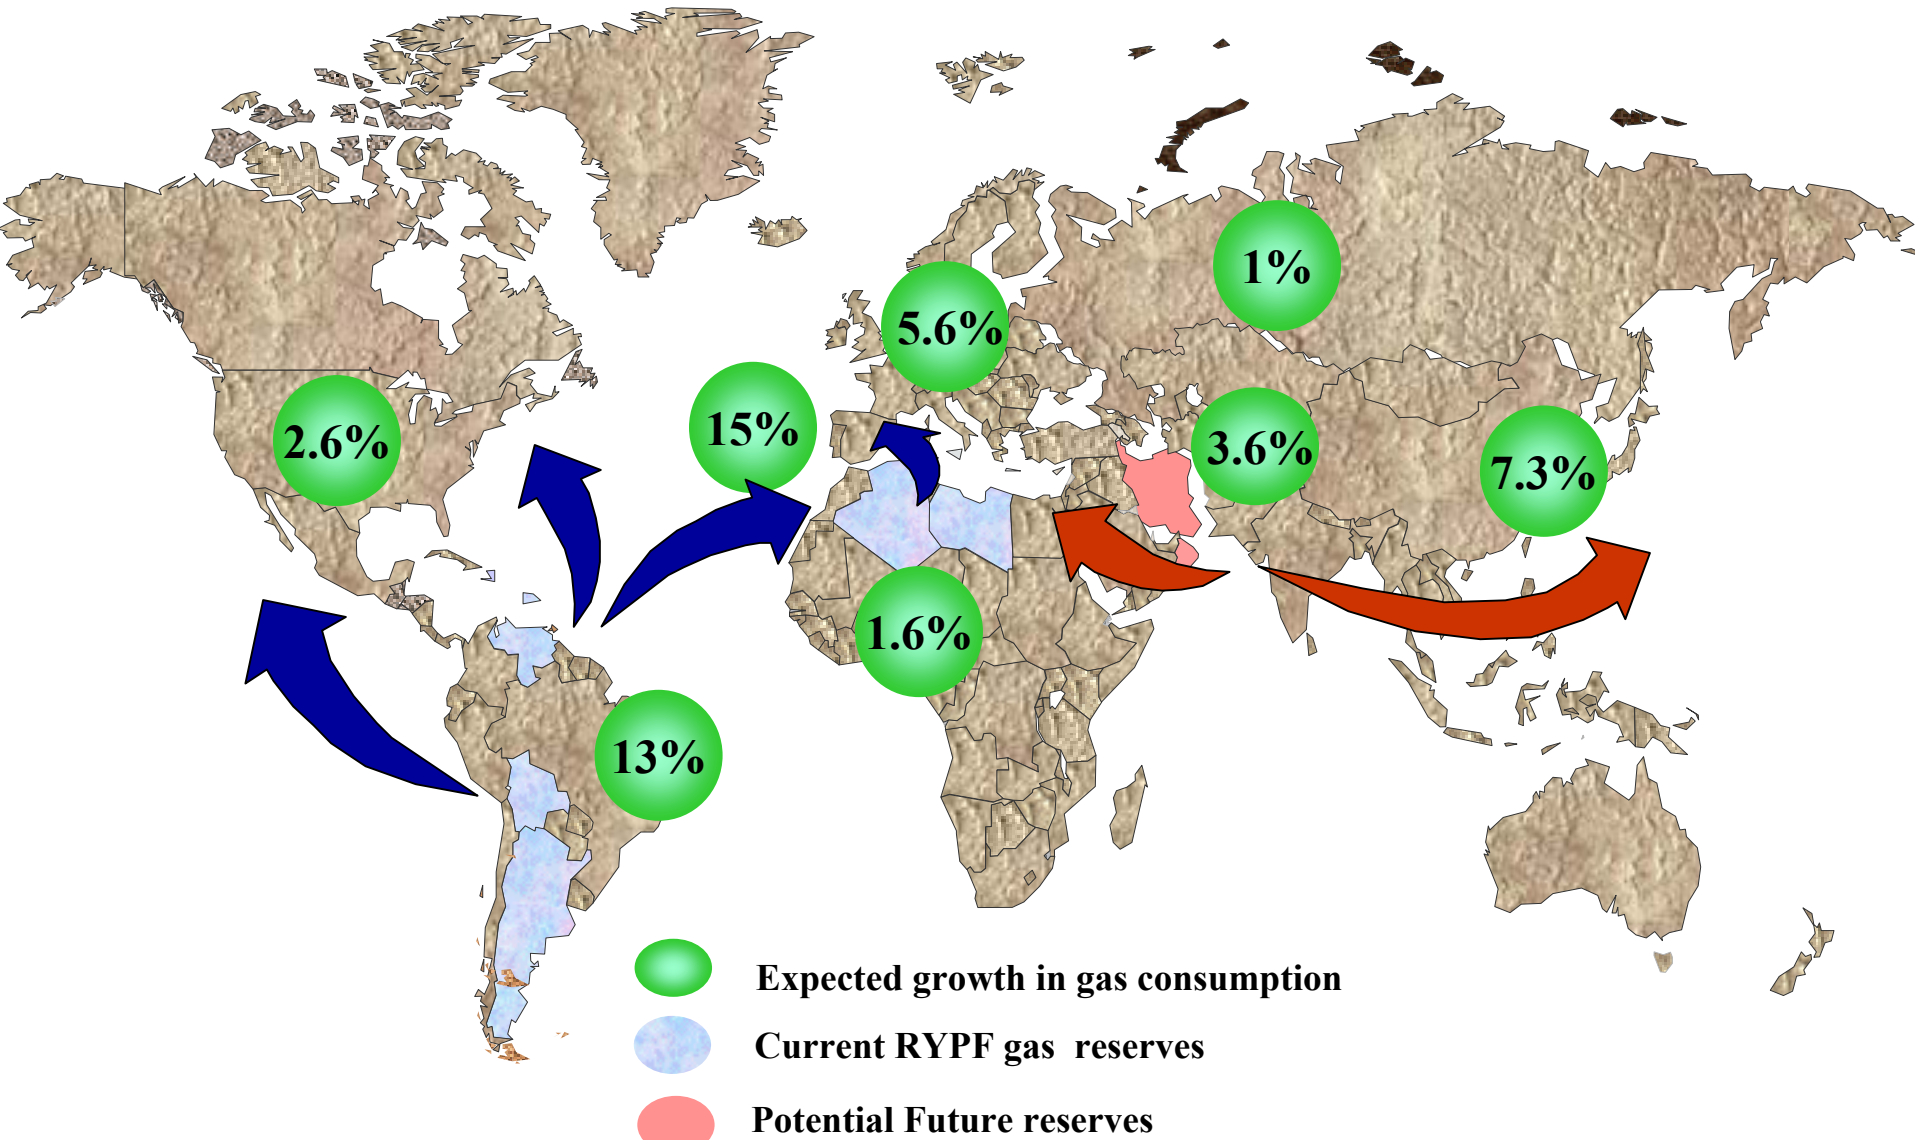 1%
5.6%
15%
2.6%
3.6%
7.3%
1.6%
13%
Expected growth in gas consumption
Current RYPF gas reserves
Potential Future reserves